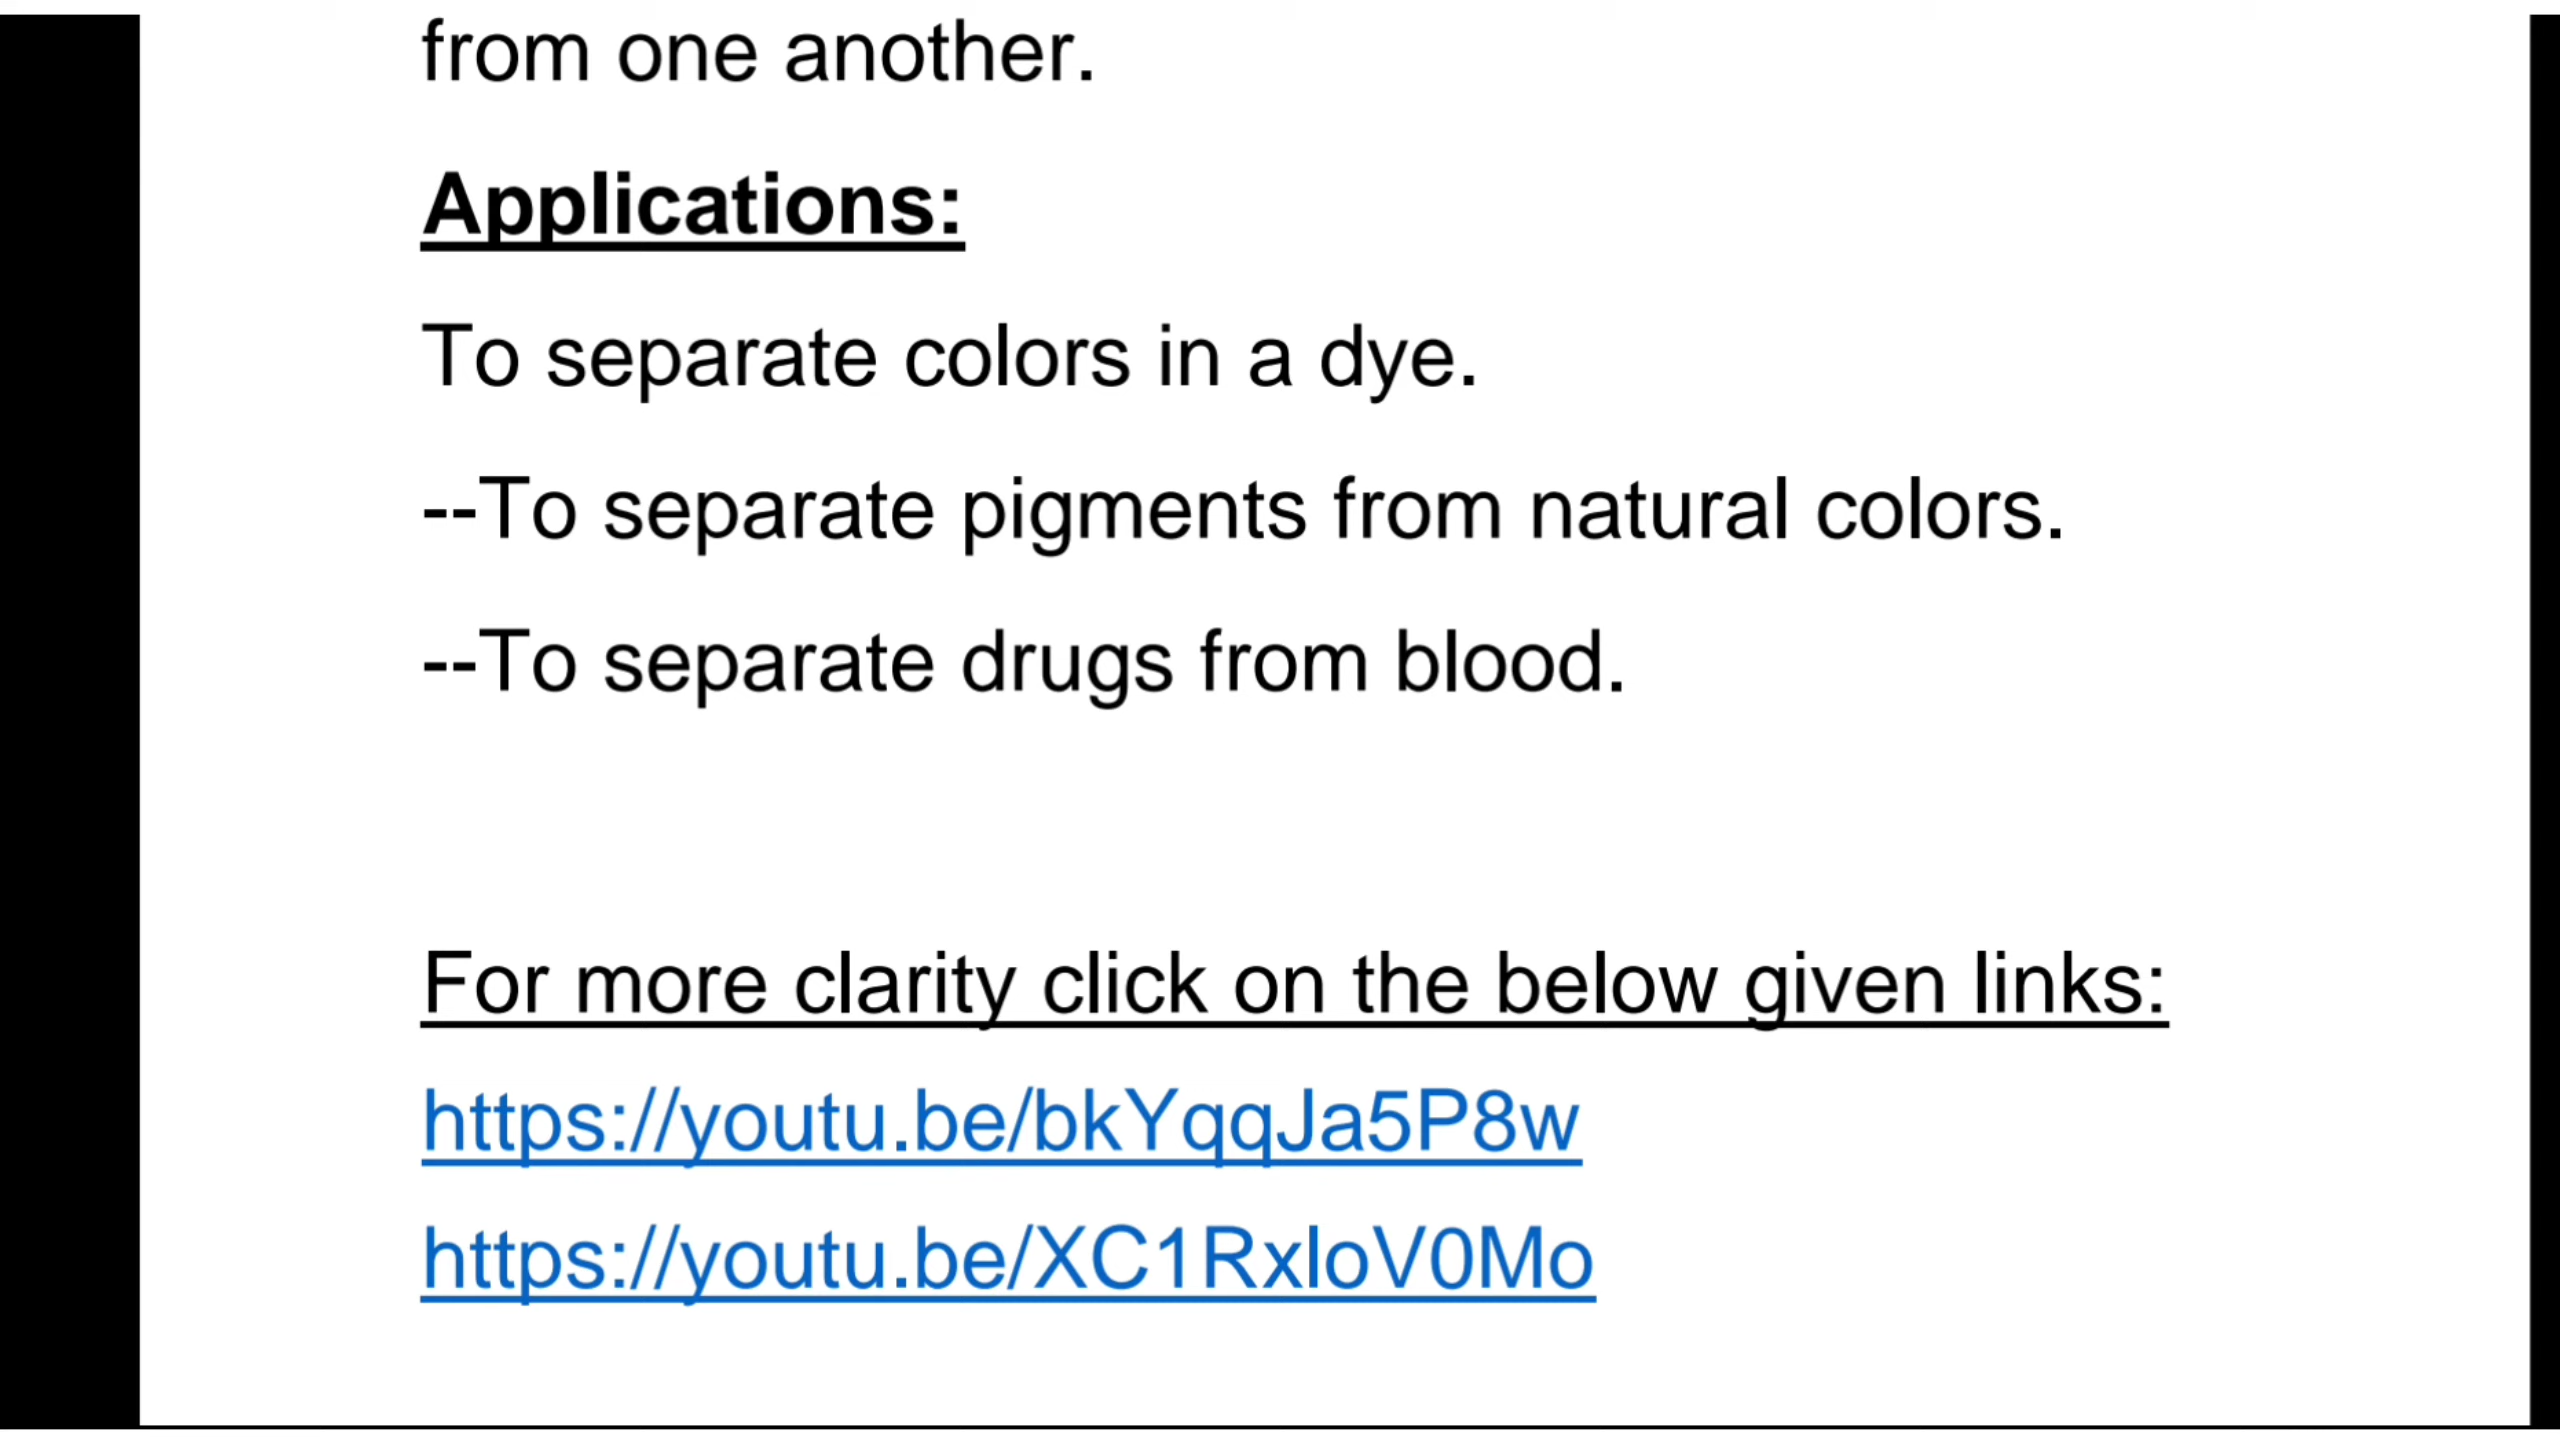 from one another.
Applications:
To separate colors in a dye.
--To separate pigments from natural colors.
--To separate drugs from blood.
For more clarity click on the below given links:
https://youtu.be/bkYqqJa5P8w
https://youtu.be/XC1RxloV0Mo